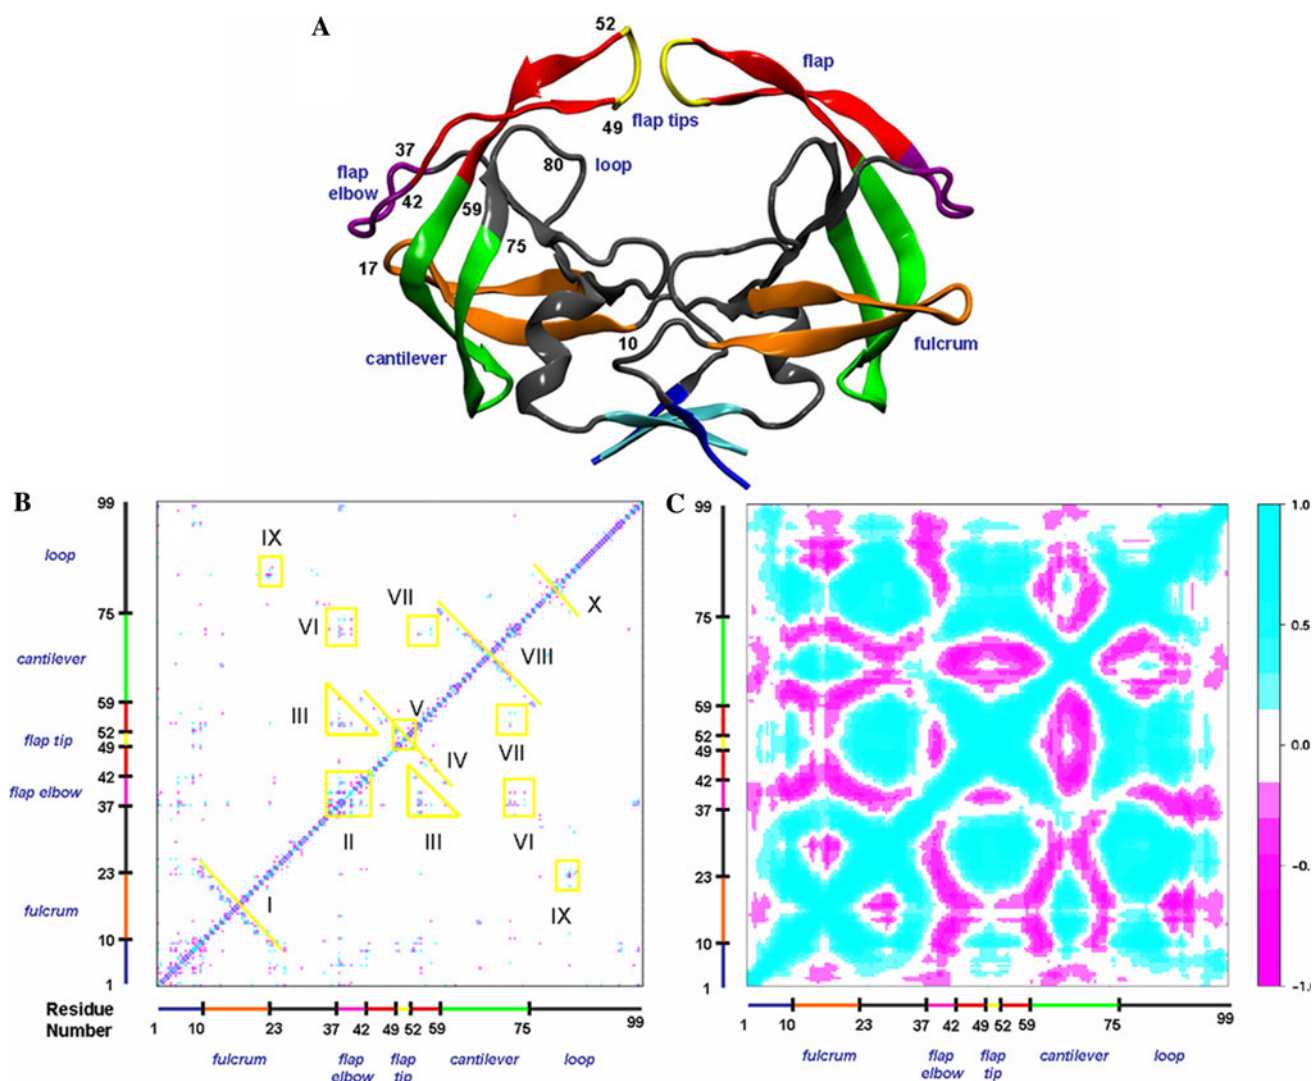 A
52
flap
49
flap tips
37
80
loop
flap
elbow
42
59
75
17
10
cantilever
fulcrum
B
99
loop
75
cantilever
59
52
flap tip
49
42
flap elbow
37
23
fulcrum
10
1
IX
VI
VII
X
VIII
III
V
IV
VII
II
III
VI
I
IX
Residue
Number
1 10 23 37 42 49 52 59 75 99
fulcrum flap elbow flap tip cantilever loop
C
99
75
59
52
49
42
37
23
10
1
1.0
0.5
0.0
-0.5
-1.0
1 10 23 37 42 49 52 59 75 99
fulcrum flap elbow flap tip cantilever loop